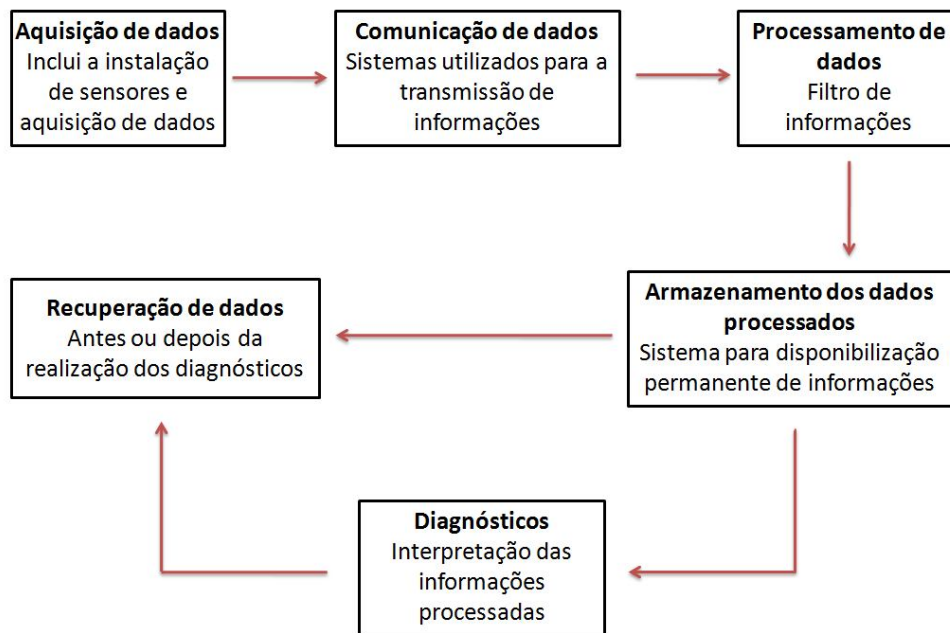 Aquisição de dados
Inclui a instalação
de sensores e
aquisição de dados
Comunicação de dados
Sistemas utilizados para a
transmissão de
informações
Processamento de
dados
Filtro de
informações
Recuperação de dados
Antes ou depois da
realização dos diagnósticos
Armazenamento dos dados
processados
Sistema para disponibilização
permanente de informações
Diagnósticos
Interpretação das
informações
processadas